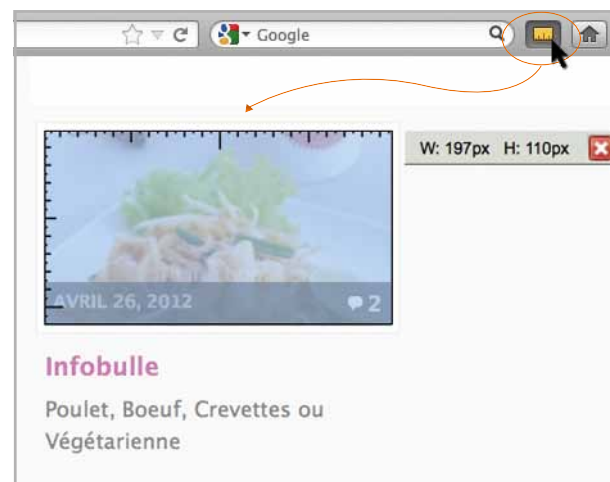 Google
W: 197px H: 110px
AVRIL 26, 2012 2
Infobulle
Poulet, Boeuf, Crevettes ou
Végétarienne